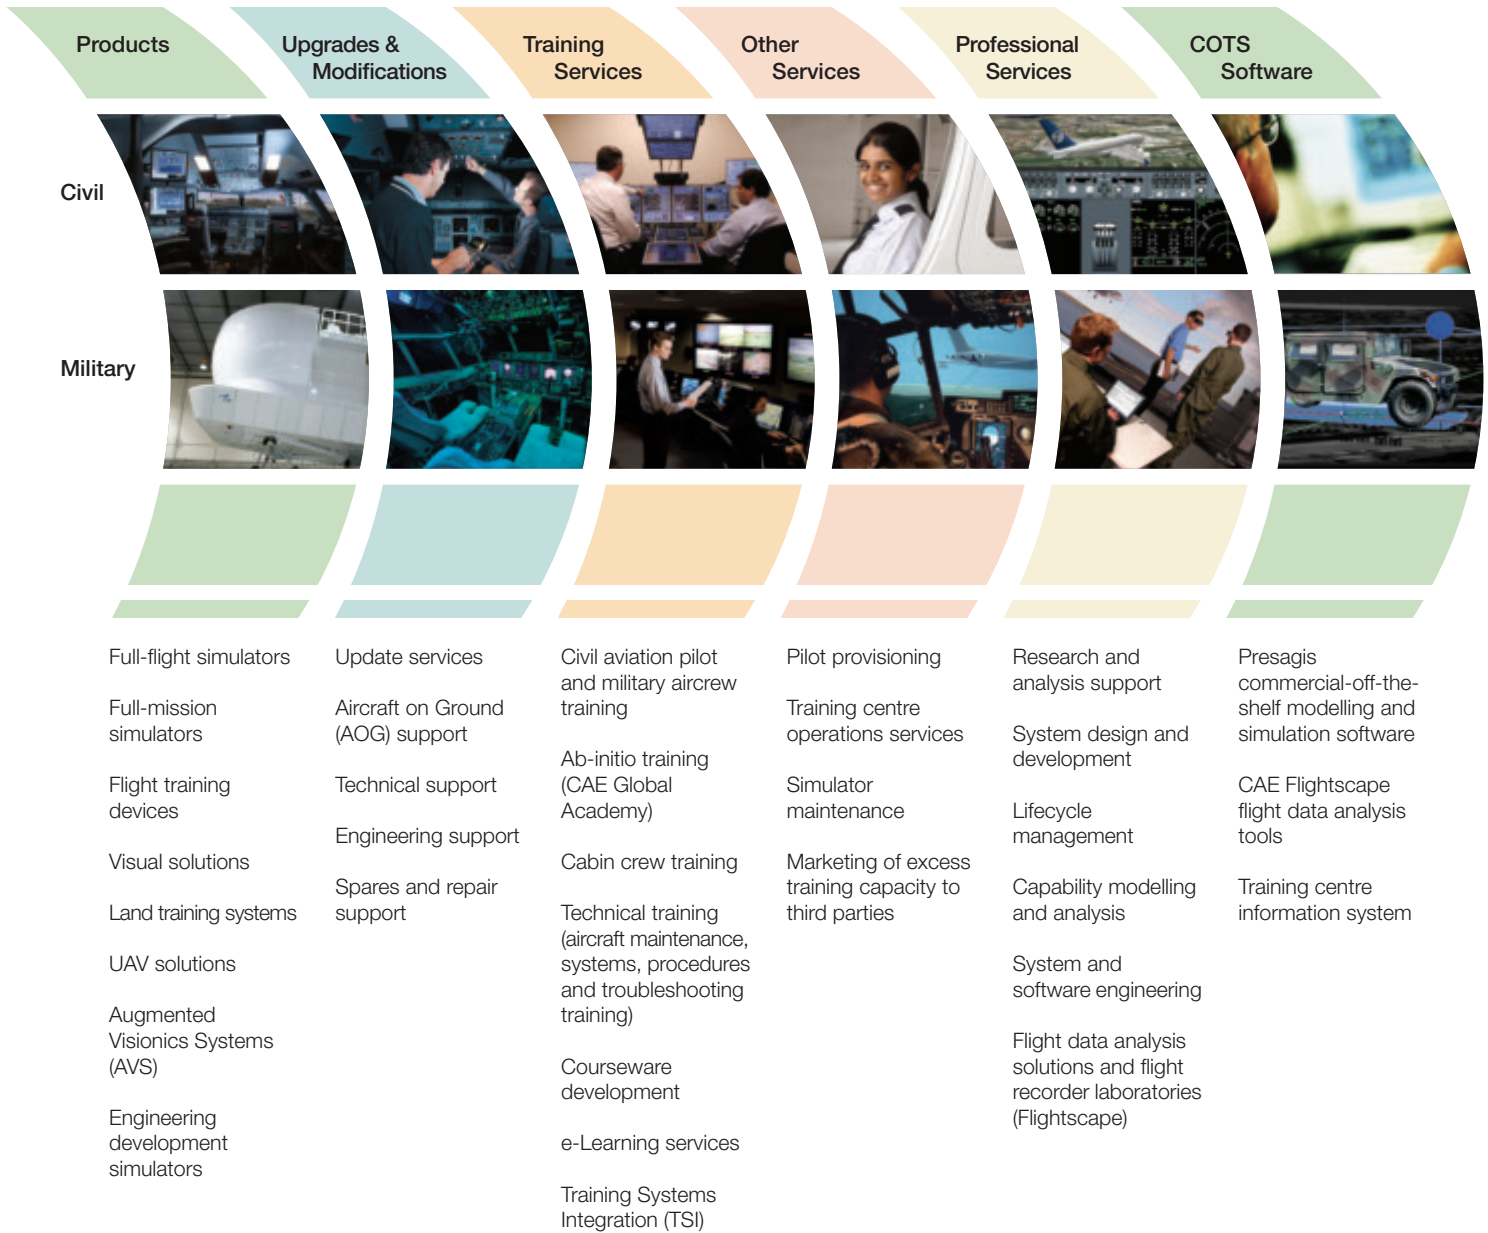 Products
Upgrades &
Modifications
Training
Services
Other
Services
Professional
Services
COTS
Software
Civil
Military
Full-flight simulators
Full-mission
simulators
Flight training
devices
Visual solutions
Land training systems
UAV solutions
Augmented
Visionics Systems
(AVS)
Engineering
development
simulators
Update services
Aircraft on Ground
(AOG) support
Technical support
Engineering support
Spares and repair
support
Civil aviation pilot
and military aircrew
training
Ab-initio training
(CAE Global
Academy)
Cabin crew training
Technical training
(aircraft maintenance,
systems, procedures
and troubleshooting
training)
Courseware
development
e-Learning services
Training Systems
Integration (TSI)
Pilot provisioning
Training centre
operations services
Simulator
maintenance
Marketing of excess
training capacity to
third parties
Research and
analysis support
System design and
development
Lifecycle
management
Capability modelling
and analysis
System and
software engineering
Flight data analysis
solutions and flight
recorder laboratories
(Flightscape)
Presagis
commercial-off-the-
shelf modelling and
simulation software
CAE Flightscape
flight data analysis
tools
Training centre
information system